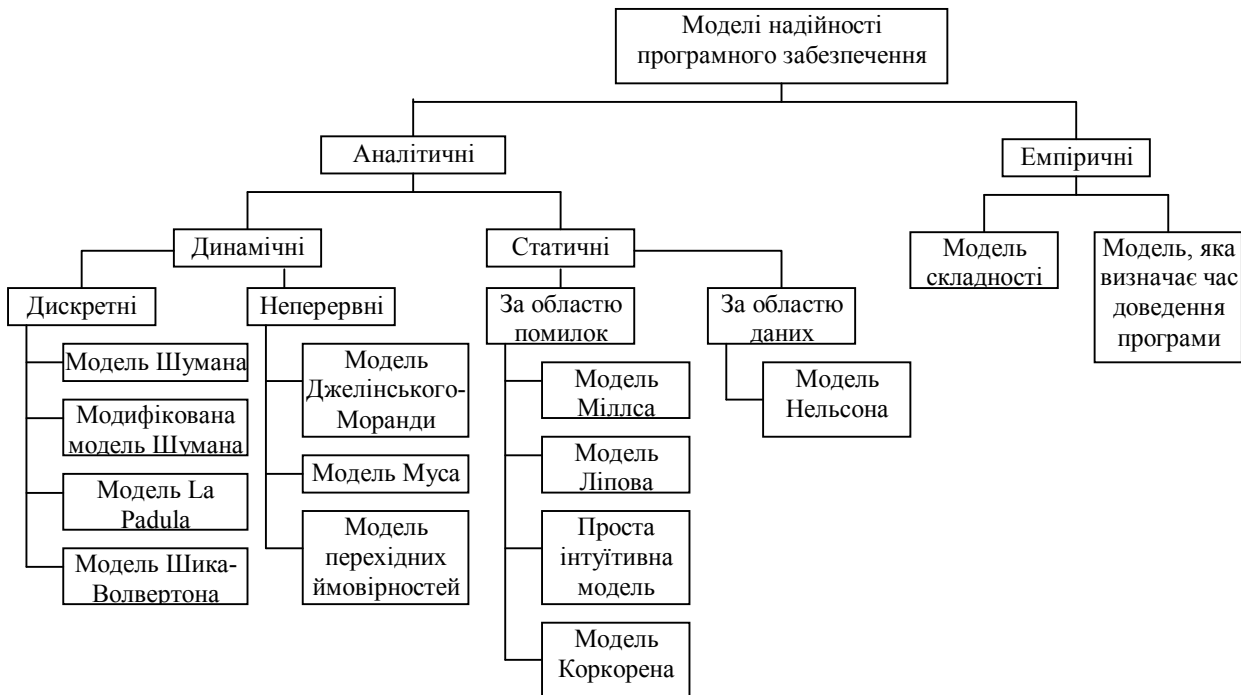 Моделі надійності
програмного забезпечення
Аналітичні
Емпіричні
Динамічні
Статичні
Модель
складності
Модель, яка
визначає час
доведення
програми
Дискретні
Неперервні
За областю
помилок
За областю
даних
Модель Шумана
Модифікована
модель Шумана
Модель La
Padula
Модель Шика-
Волвертона
Модель
Джелінського-
Моранди
Модель Муса
Модель
перехідних
ймовірностей
Модель
Міллса
Модель
Ліпова
Проста
інтуїтивна
модель
Модель
Коркорена
Модель
Нельсона